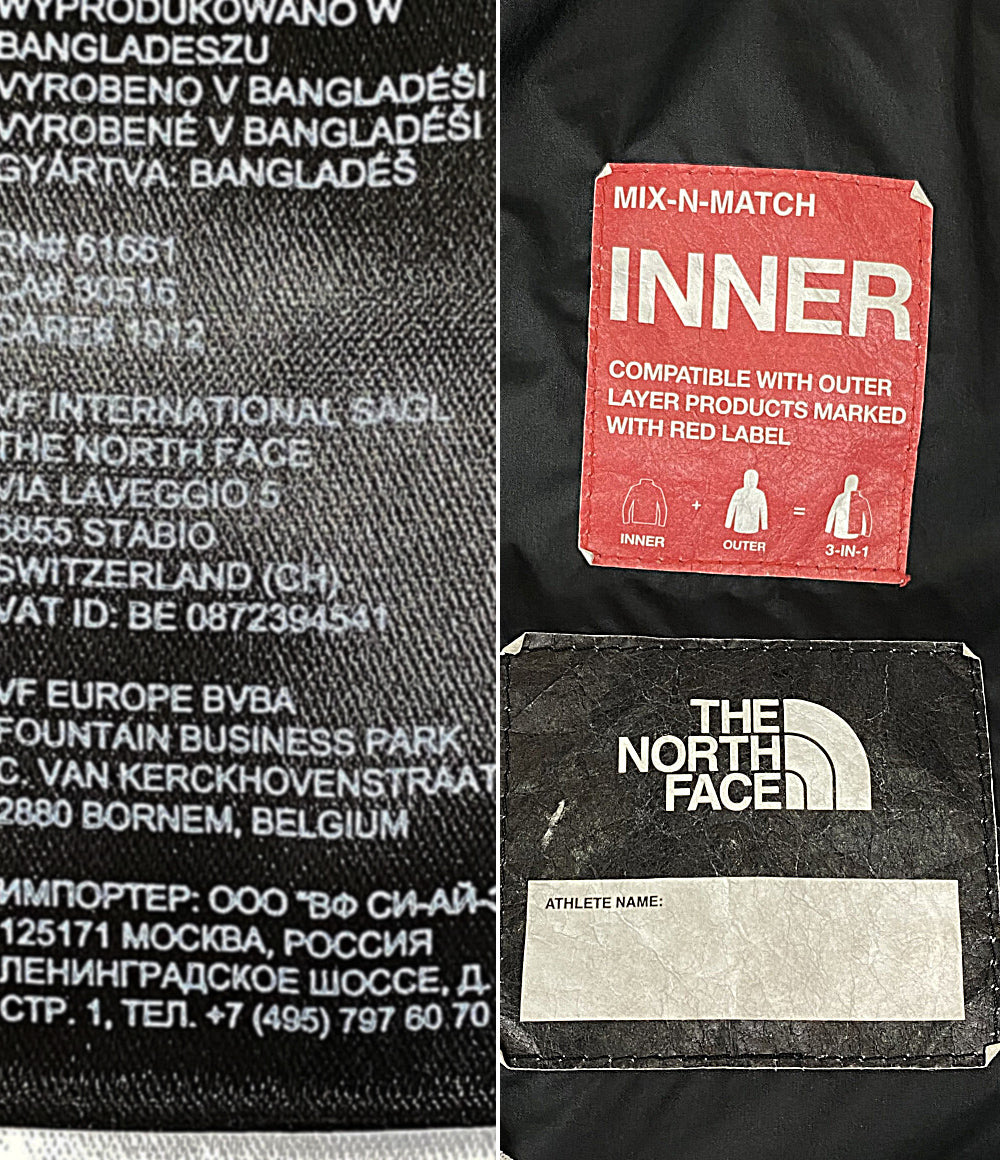 WYPRODUKOWANO W
BANGLADESZU
VYROBENO V BANGLADÉŠI
VYROBENÉ V BANGLADÉŠI
GYÁRTVA: BANGLADÉŠ
RN# 61661
CA# 30516
1012
VF INTERNATIONAL SAGL
THE NORTH FACE
VIA LAVEGGIO 5
6855 STABIO
SWITZERLAND (CH)
VAT ID: BE 0872394541
VF EUROPE BVBA
FOUNTAIN BUSINESS PARK
C. VAN KERCKHOVENSTRAAT
2880 BORNEM, BELGIUM
ИМПОРТЕР: ООО "ВФ СИ-АЙ-
125171 МОСКВА, РОССИЯ
ЛЕНИНГРАДСКОЕ ШОССЕ, Д.
СТР. 1, ТЕЛ. +7 (495) 797 60 70
MIX-N-MATCH
INNER
COMPATIBLE WITH OUTER
LAYER PRODUCTS MARKED
WITH RED LABEL
+ =
INNER OUTER 3-IN-1
THE
NORTH
FACE
ATHLETE NAME: